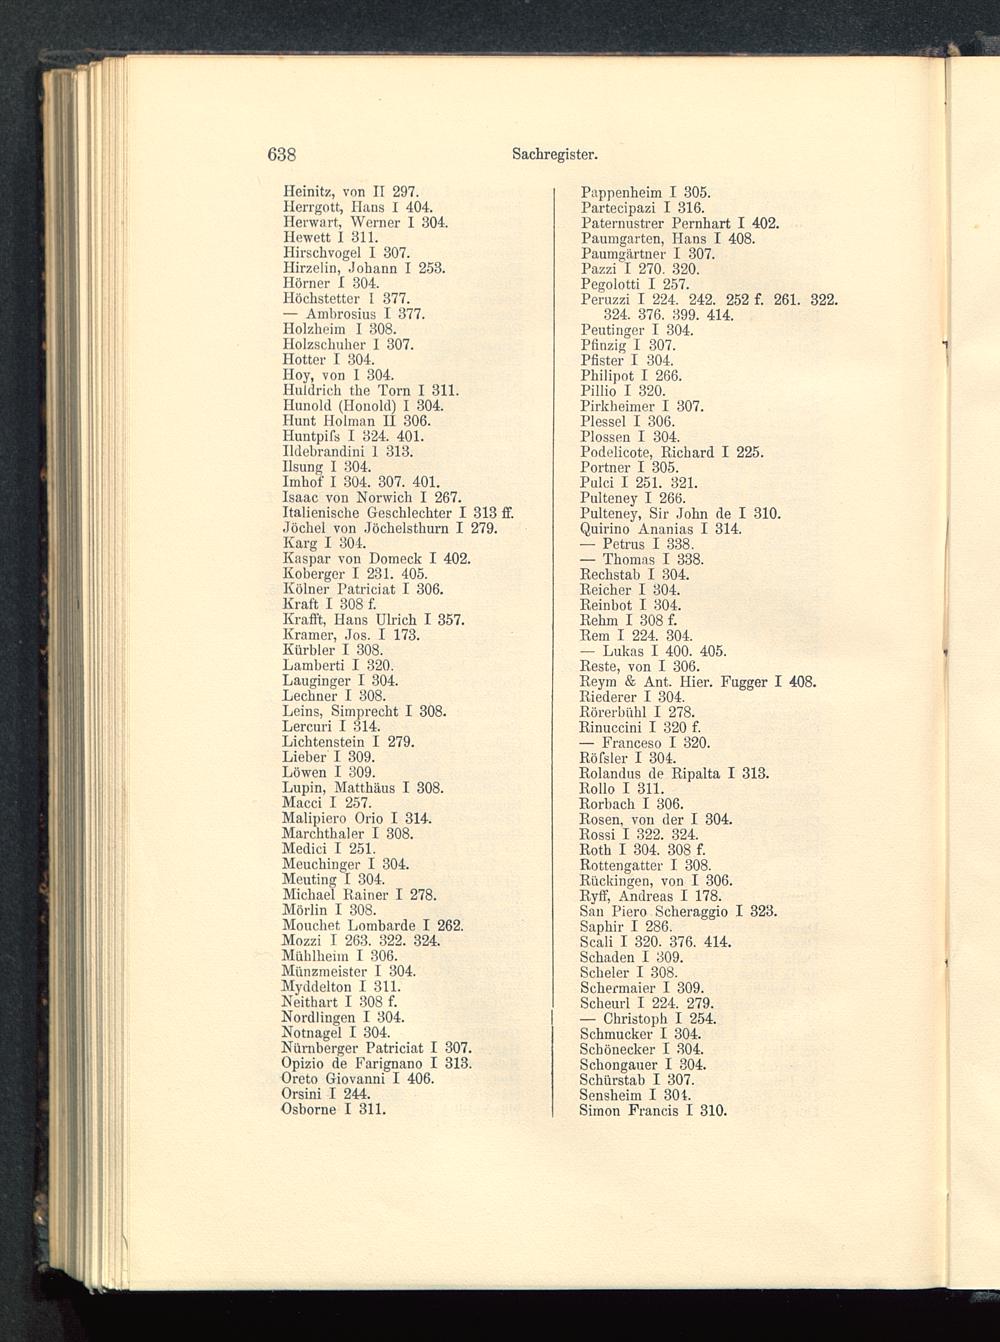 638
Sachregister.
Heinitz, von II 297.
Herrgott, Hans I 404.
Herwart, Werner I 304.
Hewett I 311.
Hirschvogel I 307.
Hirzelin, Johann I 253.
Hörner I 304.
Höchstetter I 377.
— Ambrosius I 377.
Holzheim I 308.
Holzschuher I 307.
Hotter I 304.
Hoy, von I 304.
Huldrich the Torn I 311.
Hunold (Honold) I 304.
Hunt Holman II 306.
Huntpiſs I 324. 401.
Ildebrandini 1 313.
Ilsung I 304.
Imhof I 304. 307. 401.
Isaac von Norwich I 267.
Italienische Geschlechter I 313 ff.
Jöchel von Jöchelsthurn I 279.
Karg I 304.
Kaspar von Domeck I 402.
Koberger I 231. 405.
Kölner Patriciat I 306.
Kraft I 308 f.
Krafft, Hans Ulrich I 357.
Kramer, Jos. I 173.
Kürbler I 308.
Lamberti I 320.
Lauginger I 304.
Lechner I 308.
Leins, Simprecht I 308.
Lercuri I 314.
Lichtenstein I 279.
Lieber I 309.
Löwen I 309.
Lupin, Matthäus I 308.
Macci I 257.
Malipiero Orio I 314.
Marchthaler I 308.
Medici I 251.
Meuchinger I 304.
Meuting I 304.
Michael Rainer I 278.
Mörlin I 308.
Mouchet Lombarde I 262.
Mozzi I 263. 322. 324.
Mühlheim I 306.
Münzmeister I 304.
Myddelton I 311.
Neithart I 308 f.
Nordlingen I 304.
Notnagel I 304.
Nürnberger Patriciat I 307.
Opizio de Farignano I 313.
Oreto Giovanni I 406.
Orsini I 244.
Osborne I 311.
Pappenheim I 305.
Partecipazi I 316.
Paternustrer Pernhart I 402.
Paumgarten, Hans I 408.
Paumgärtner I 307.
Pazzi I 270. 320.
Pegolotti I 257.
Peruzzi I 224. 242. 252 f. 261. 322.
324. 376. 399. 414.
Peutinger I 304.
Pfinzig I 307.
Pfister I 304.
Philipot I 266.
Pillio I 320.
Pirkheimer I 307.
Plessel I 306.
Plossen I 304.
Podelicote, Richard I 225.
Portner I 305.
Pulci I 251. 321.
Pulteney I 266.
Pulteney, Sir John de I 310.
Quirino Ananias I 314.
— Petrus I 338.
— Thomas I 338.
Rechstab I 304.
Reicher I 304.
Reinbot I 304.
Rehm I 308 f.
Rem I 224. 304.
— Lukas I 400. 405.
Reste, von I 306.
Reym & Ant. Hier. Fugger I 408.
Riederer I 304.
Rörerbühl I 278.
Rinuccini I 320 f.
— Franceso I 320.
Röſsler I 304.
Rolandus de Ripalta I 313.
Rollo I 311.
Rorbach I 306.
Rosen, von der I 304.
Rossi I 322. 324.
Roth I 304. 308 f.
Rottengatter I 308.
Rückingen, von I 306.
Ryff, Andreas I 178.
San Piero Scheraggio I 323.
Saphir I 286.
Scali I 320. 376. 414.
Schaden I 309.
Scheler I 308.
Schermaier I 309.
Scheurl I 224. 279.
— Christoph I 254.
Schmucker I 304.
Schönecker I 304.
Schongauer I 304.
Schürstab I 307.
Sensheim I 304.
Simon Francis I 310.